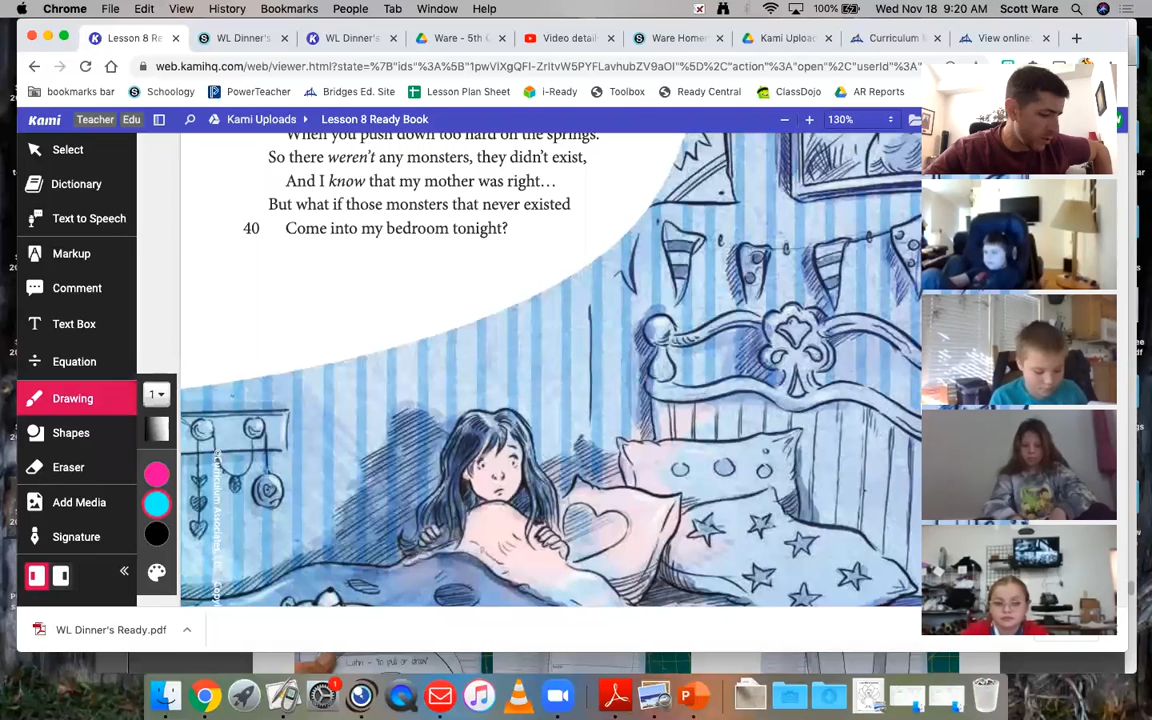 Chrome File Edit View History Bookmarks People Tab Window Help 100% Wed Nov 18 9:20 AM Scott Ware
Lesson 8 Re WL Dinner's WL Dinner's Ware - 5th Video detai Ware Home Kami Uploa Curriculum View online
web.kamihq.com/web/viewer.html?state=%7B"ids"%3A%5B"1pwViXgQFI-ZrItvW5PYFLavhubZV9aOI"%5D%2C"action"%3A"open"%2C"userId"%3A"
bookmarks bar Schoology PowerTeacher Bridges Ed. Site Lesson Plan Sheet i-Ready Toolbox Ready Central ClassDojo AR Reports
Kami Teacher Edu Kami Uploads Lesson 8 Ready Book 130%
Select
Dictionary
Text to Speech
Markup
Comment
Text Box
Equation
Drawing
Shapes
Eraser
Add Media
Signature
1
When you push down too hard on the springs.
So there weren't any monsters, they didn't exist,
And I know that my mother was right…
But what if those monsters that never existed
40 Come into my bedroom tonight?
WL Dinner's Ready.pdf
1